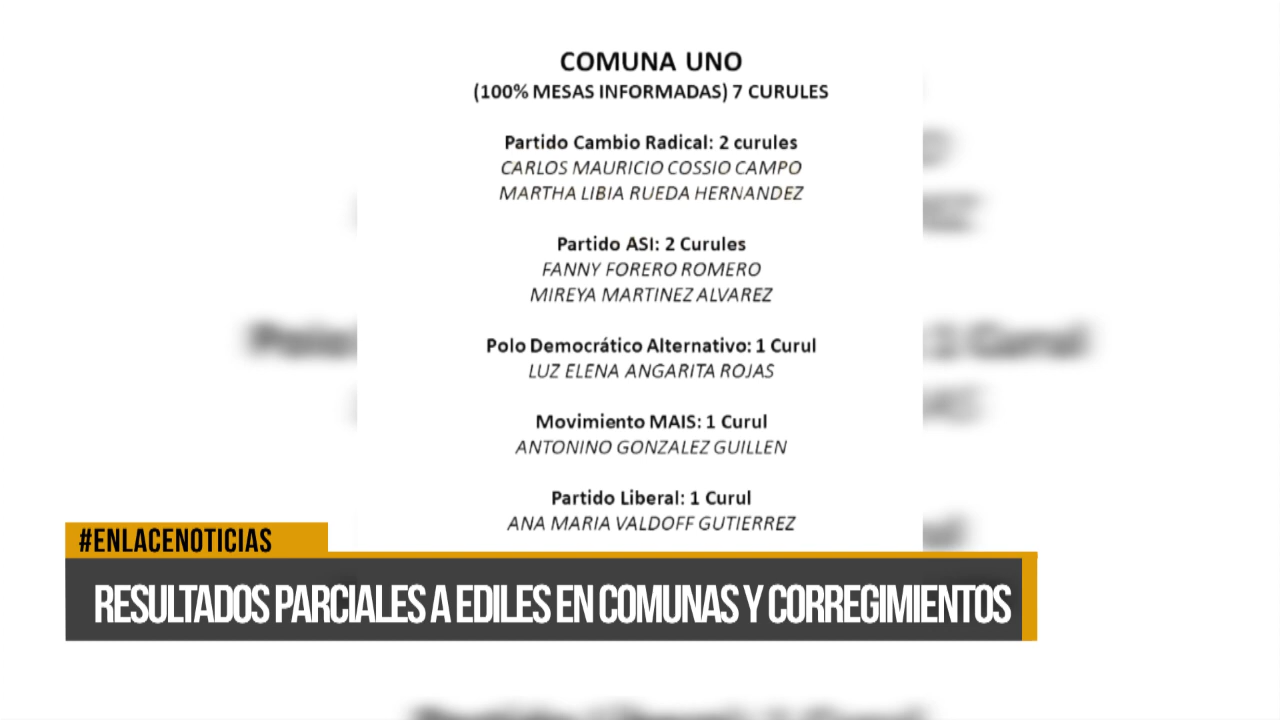 COMUNA UNO
(100% MESAS INFORMADAS) 7 CURULES
Partido Cambio Radical: 2 curules
CARLOS MAURICIO COSSIO CAMPO
MARTHA LIBIA RUEDA HERNANDEZ
Partido ASI: 2 Curules
FANNY FORERO ROMERO
MIREYA MARTINEZ ALVAREZ
Polo Democrático Alternativo: 1 Curul
LUZ ELENA ANGARITA ROJAS
Movimiento MAIS: 1 Curul
ANTONINO GONZALEZ GUILLEN
Partido Liberal: 1 Curul
ANA MARIA VALDOFF GUTIERREZ
#ENLACENOTICIAS
RESULTADOS PARCIALES A EDILES EN COMUNAS Y CORREGIMIENTOS